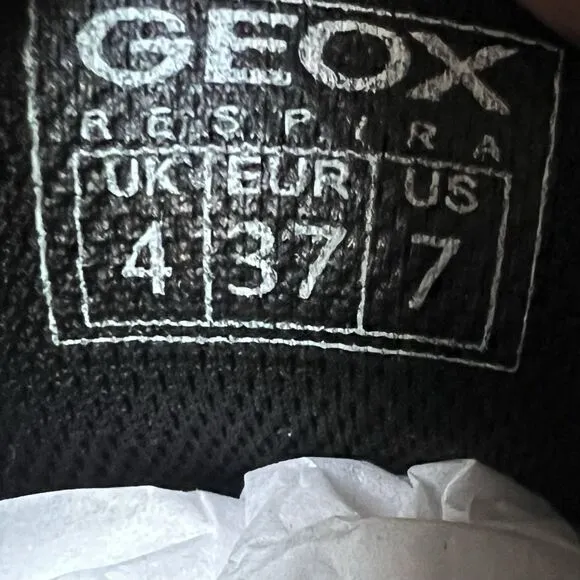 GEOX
RESPIRA
UK EUR US
4 37 7